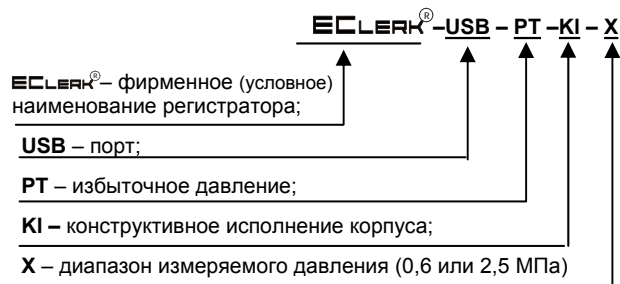 ECLERK®–USB – PT –KI – X
ECLERK®– фирменное (условное)
наименование регистратора;
USB – порт;
PT – избыточное давление;
KI – конструктивное исполнение корпуса;
X – диапазон измеряемого давления (0,6 или 2,5 МПа)